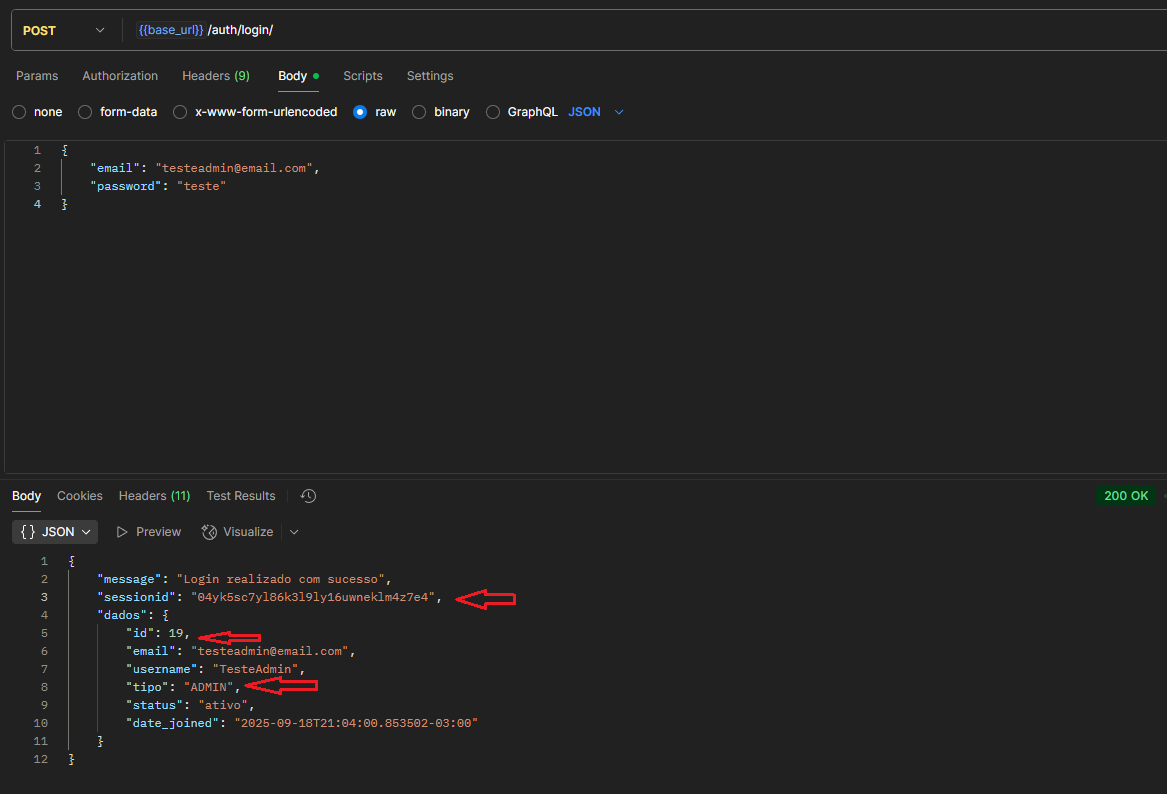 POST {{base_url}} /auth/login/
Params Authorization Headers (9) Body Scripts Settings
none form-data x-www-form-urlencoded raw binary GraphQL JSON
1 {
2 "email": "testeadmin@email.com",
3 "password": "teste"
4 }
Body Cookies Headers (11) Test Results 200 OK
{} JSON Preview Visualize
1 {
2 "message": "Login realizado com sucesso",
3 "sessionid": "04yk5sc7yl86k3l9ly16uwneklm4z7e4",
4 "dados": {
5 "id": 19,
6 "email": "testeadmin@email.com",
7 "username": "TesteAdmin",
8 "tipo": "ADMIN",
9 "status": "ativo",
10 "date_joined": "2025-09-18T21:04:00.853502-03:00"
11 }
12 }